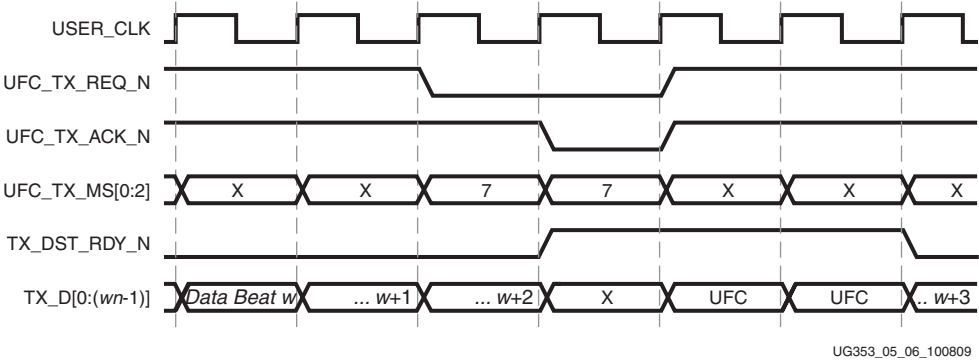 USER_CLK
UFC_TX_REQ_N
UFC_TX_ACK_N
UFC_TX_MS[0:2] X X 7 7 X X X
TX_DST_RDY_N
TX_D[0:(wn-1)] Data Beat w ... w+1 ... w+2 X UFC UFC .. w+3
UG353_05_06_100809